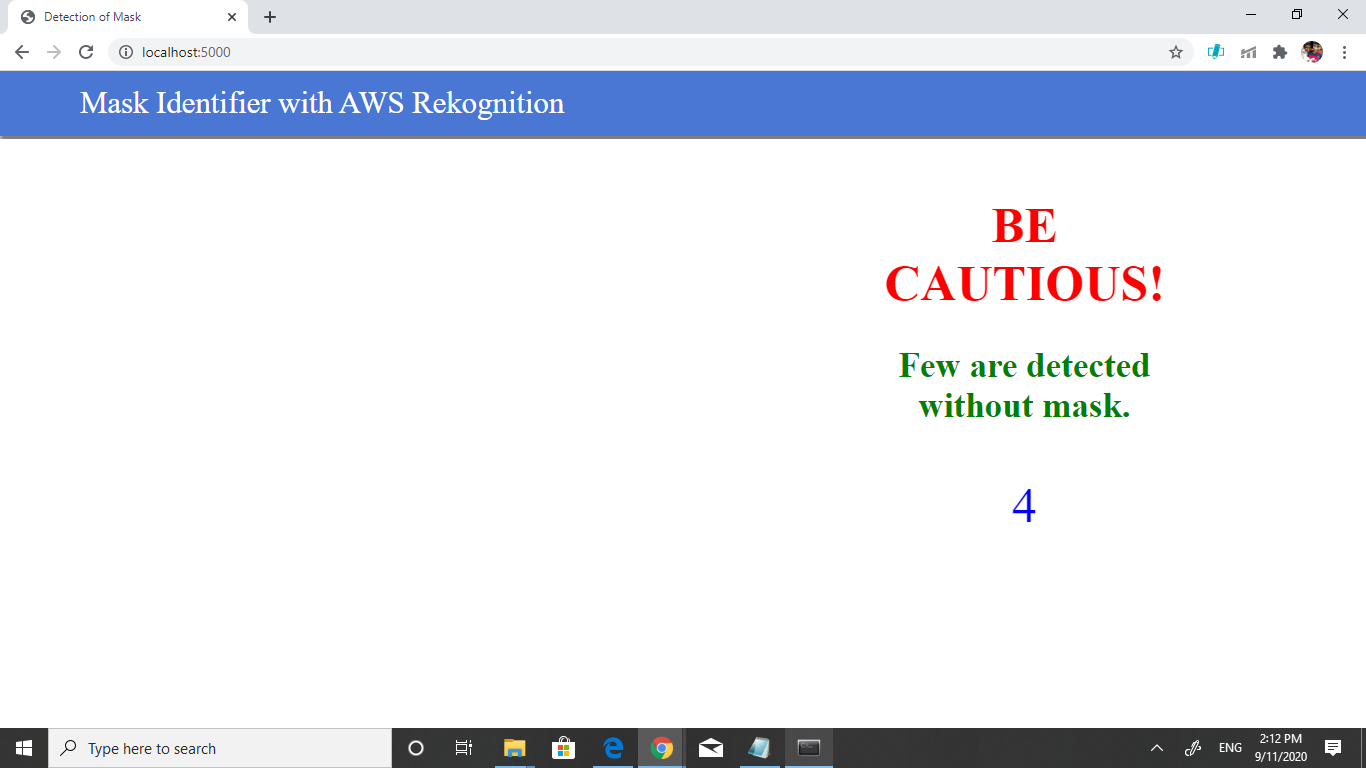 Detection of Mask
localhost:5000
Mask Identifier with AWS Rekognition
BE
CAUTIOUS!
Few are detected
without mask.
4
Type here to search
ENG
2:12 PM
9/11/2020